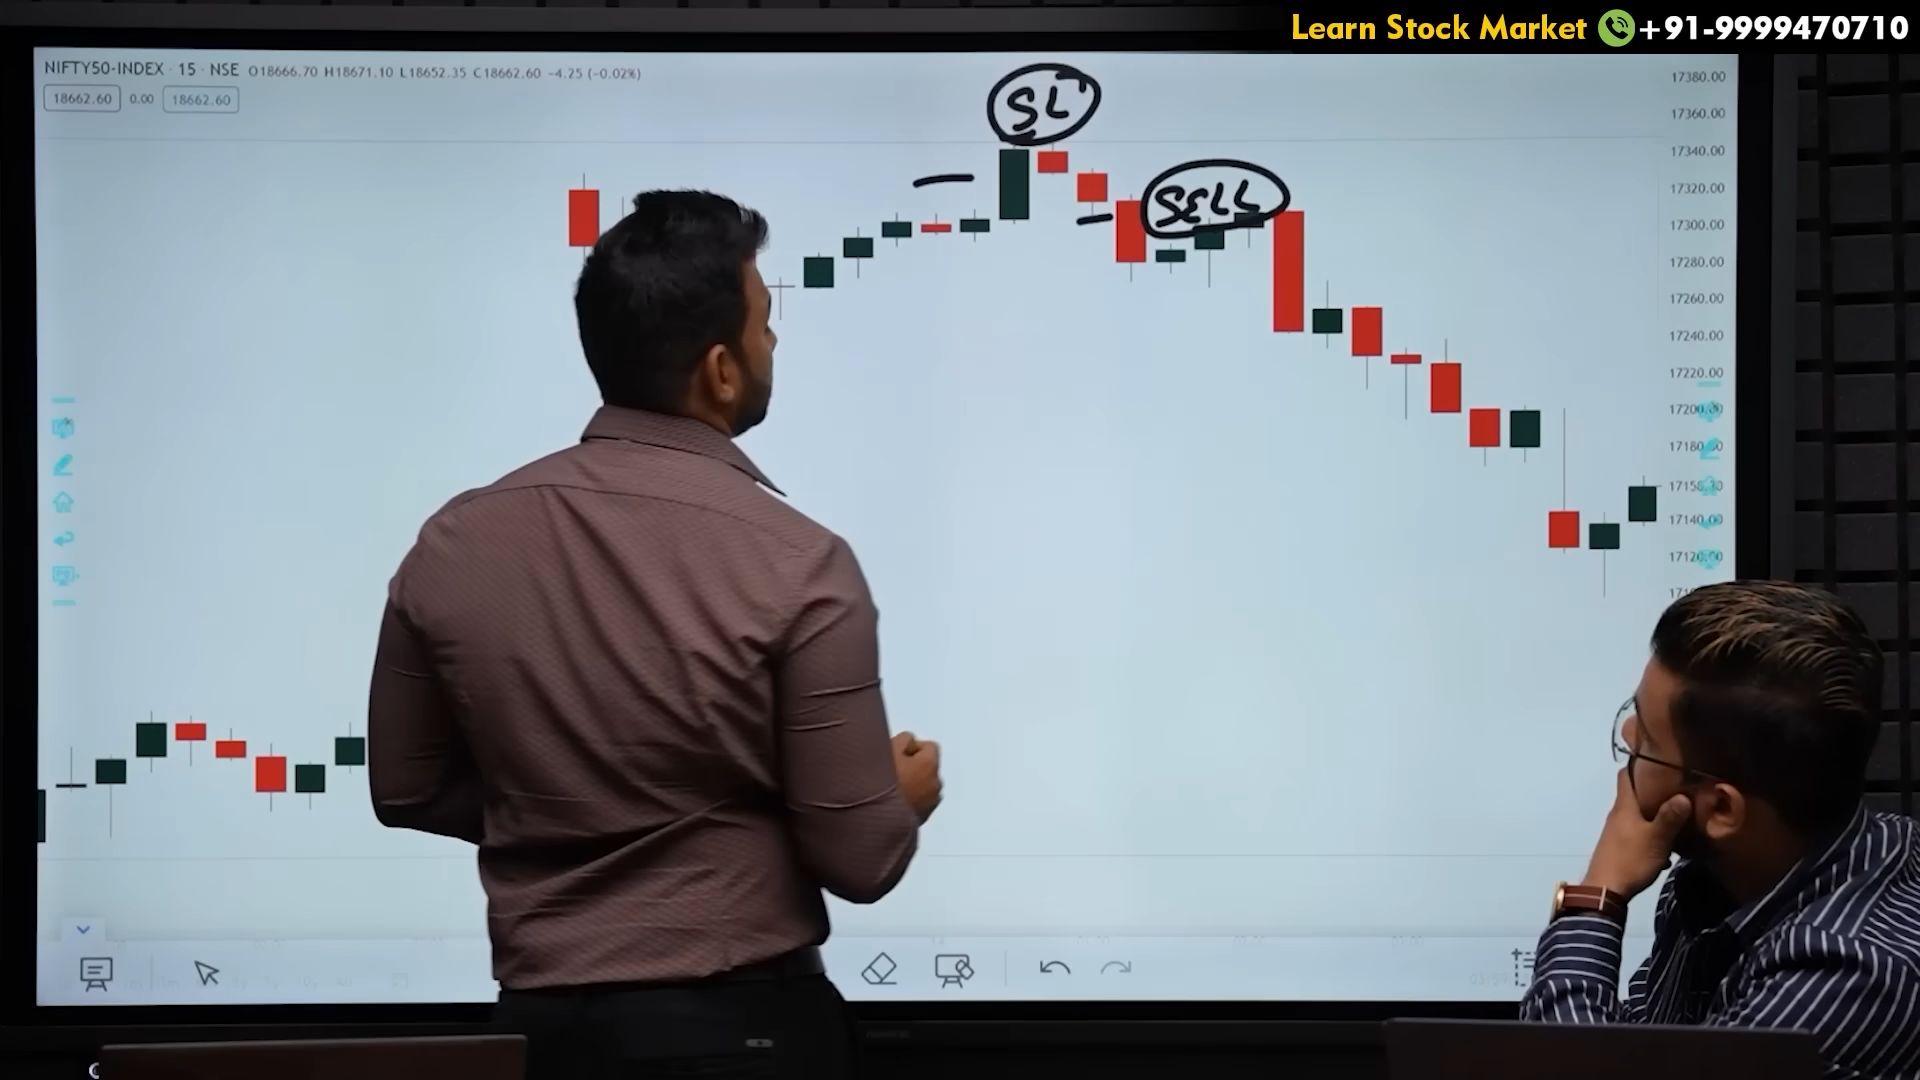 Learn Stock Market +91-9999470710
NIFTY50-INDEX · 15 · NSE O18666.70 H18671.10 L18652.35 C18662.60 −4.25 (−0.02%)
18662.60 0.00 18662.60
SL
SELL
17380.00
17360.00
17340.00
17320.00
17300.00
17280.00
17260.00
17240.00
17220.00
17200.00
17180.00
17140.00
17120.00